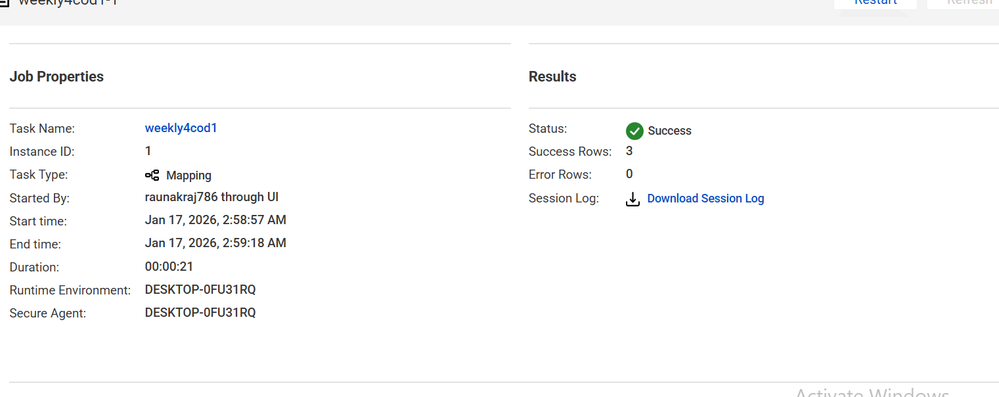 weekly4cod1-1
Restart
Refresh
Job Properties
Task Name: weekly4cod1
Instance ID: 1
Task Type: Mapping
Started By: raunakraj786 through UI
Start time: Jan 17, 2026, 2:58:57 AM
End time: Jan 17, 2026, 2:59:18 AM
Duration: 00:00:21
Runtime Environment: DESKTOP-0FU31RQ
Secure Agent: DESKTOP-0FU31RQ
Results
Status: Success
Success Rows: 3
Error Rows: 0
Session Log: Download Session Log
Activate Windows